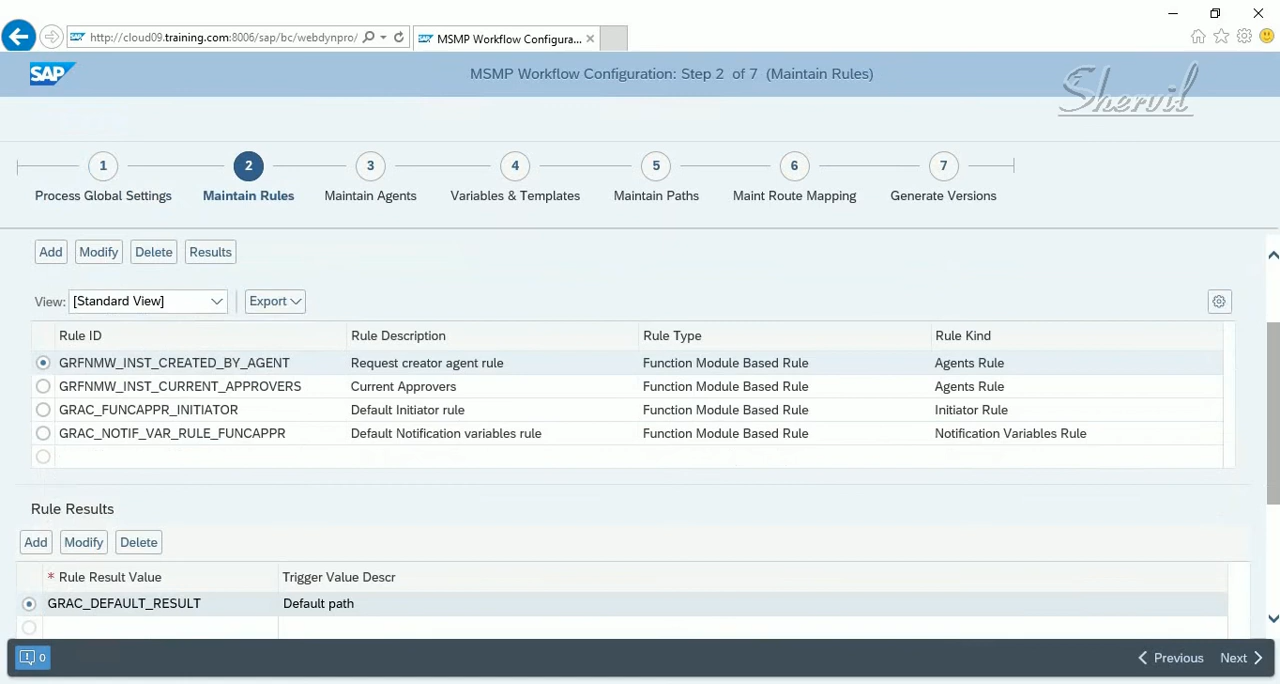 http://cloud09.training.com:8006/sap/bc/webdynpro/
MSMP Workflow Configura...
SAP
MSMP Workflow Configuration: Step 2 of 7 (Maintain Rules)
Shervil
1 2 3 4 5 6 7
Process Global Settings Maintain Rules Maintain Agents Variables & Templates Maintain Paths Maint Route Mapping Generate Versions
Add Modify Delete Results
View: [Standard View] Export
Rule ID Rule Description Rule Type Rule Kind
GRFNMW_INST_CREATED_BY_AGENT Request creator agent rule Function Module Based Rule Agents Rule
GRFNMW_INST_CURRENT_APPROVERS Current Approvers Function Module Based Rule Agents Rule
GRAC_FUNCAPPR_INITIATOR Default Initiator rule Function Module Based Rule Initiator Rule
GRAC_NOTIF_VAR_RULE_FUNCAPPR Default Notification variables rule Function Module Based Rule Notification Variables Rule
Rule Results
Add Modify Delete
* Rule Result Value Trigger Value Descr
GRAC_DEFAULT_RESULT Default path
0 Previous Next